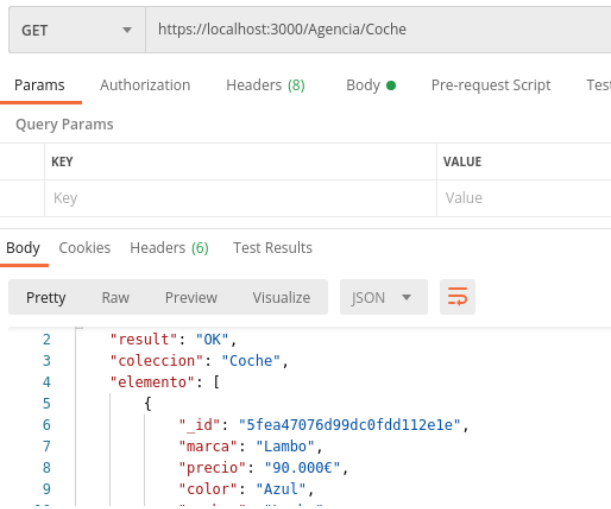 GET https://localhost:3000/Agencia/Coche
Params Authorization Headers (8) Body Pre-request Script
Query Params
KEY VALUE
Key Value
Body Cookies Headers (6) Test Results
Pretty Raw Preview Visualize JSON
2 "result": "OK",
3 "coleccion": "Coche",
4 "elemento": [
5 {
6 "_id": "5fea47076d99dc0fdd112e1e",
7 "marca": "Lambo",
8 "precio": "90.000€",
9 "color": "Azul",